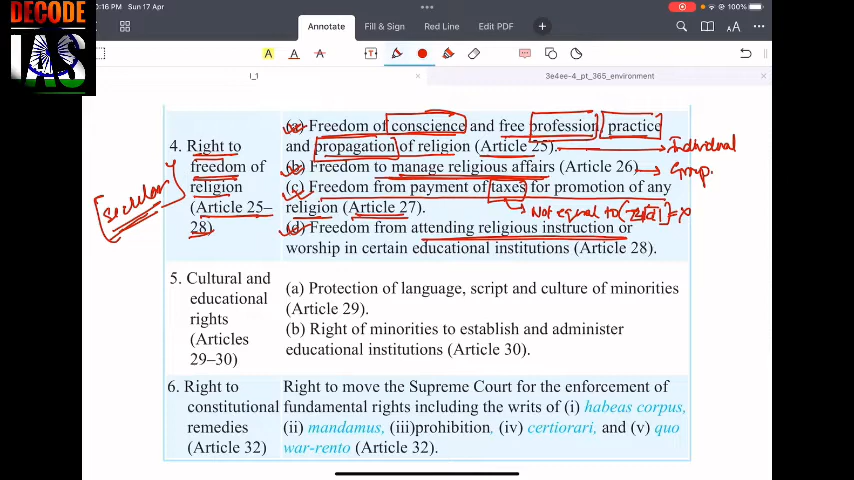 DECODE
IAS
0:16 PM Sun 17 Apr
100%
Annotate Fill & Sign Red Line Edit PDF
I_1
3e4ee-4_pt_365_environment
4. Right to freedom of religion (Article 25–28)
(a) Freedom of conscience and free profession, practice
and propagation of religion (Article 25).
Individual
(b) Freedom to manage religious affairs (Article 26)
Group.
(c) Freedom from payment of taxes for promotion of any
religion (Article 27).
Not equal to
(d) Freedom from attending religious instruction or
worship in certain educational institutions (Article 28).
Secular
5. Cultural and
educational
rights
(Articles
29–30)
(a) Protection of language, script and culture of minorities
(Article 29).
(b) Right of minorities to establish and administer
educational institutions (Article 30).
6. Right to
constitutional
remedies
(Article 32)
Right to move the Supreme Court for the enforcement of
fundamental rights including the writs of (i) habeas corpus,
(ii) mandamus, (iii)prohibition, (iv) certiorari, and (v) quo
war-rento (Article 32).